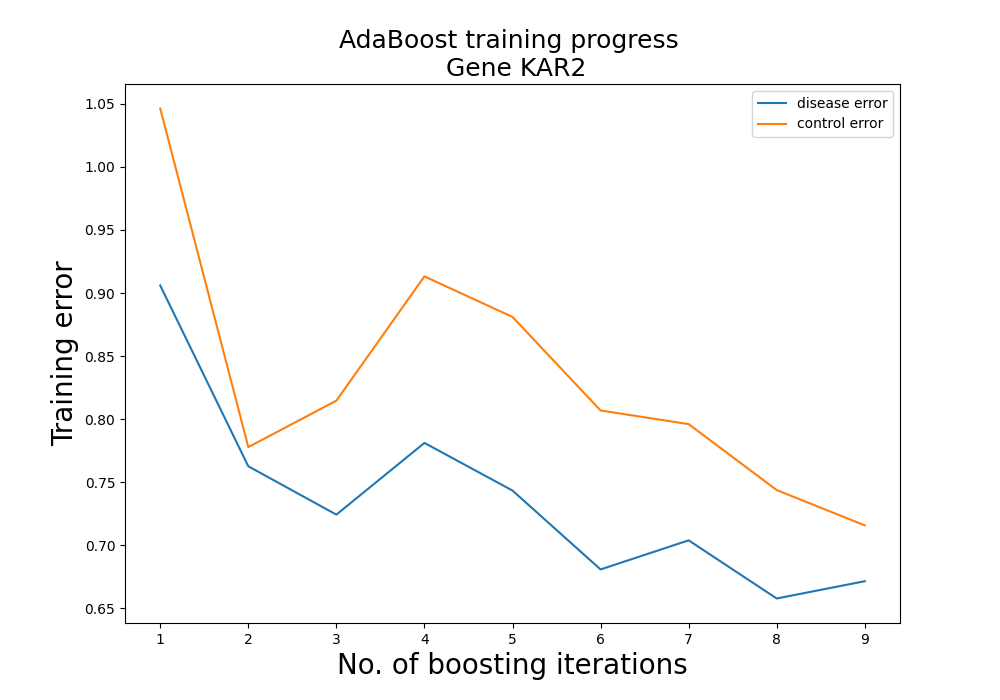 AdaBoost training progress
Gene KAR2
disease error
control error
Training error
1.05
1.00
0.95
0.90
0.85
0.80
0.75
0.70
0.65
1 2 3 4 5 6 7 8 9
No. of boosting iterations